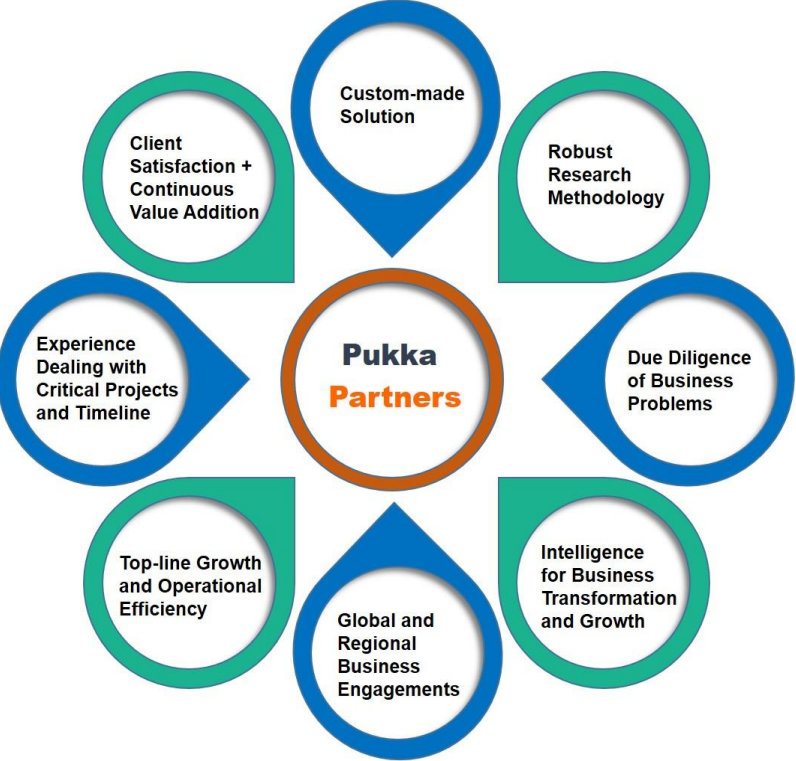 Custom-made
Solution
Robust
Research
Methodology
Due Diligence
of Business
Problems
Intelligence
for Business
Transformation
and Growth
Global and
Regional
Business
Engagements
Top-line Growth
and Operational
Efficiency
Experience
Dealing with
Critical Projects
and Timeline
Client
Satisfaction +
Continuous
Value Addition
Pukka
Partners